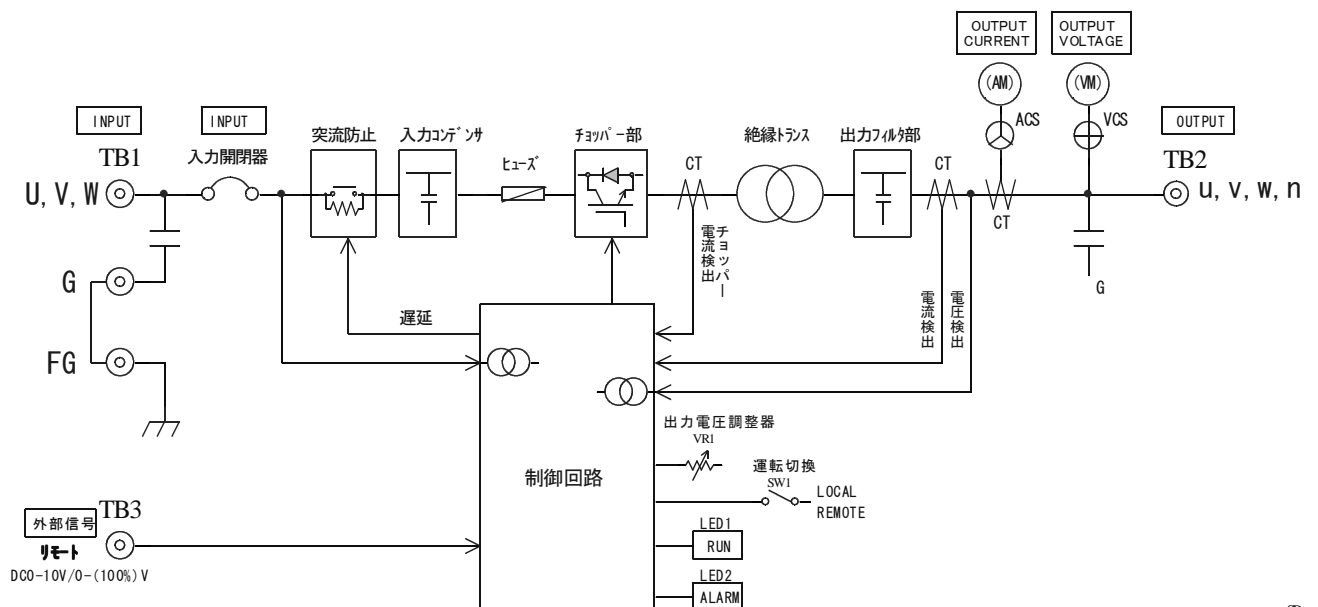 OUTPUT
CURRENT
OUTPUT
VOLTAGE
(AM)
(VM)
ACS
VCS
INPUT
INPUT
OUTPUT
TB1
入力開閉器
突流防止
入力ｺﾝﾃﾞﾝｻ
ﾋｭｰｽﾞ
ﾁｮｯﾊﾟｰ部
CT
絶縁トランス
出力ﾌｨﾙﾀ部
CT
TB2
U, V, W
u, v, w, n
CT
チョッパー
電流検出
G
G
電流検出
電圧検出
遅延
FG
出力電圧調整器
VR1
制御回路
運転切換
SW1
LOCAL
REMOTE
TB3
外部信号
リモート
DC0-10V/0-(100%)V
LED1
RUN
LED2
ALARM